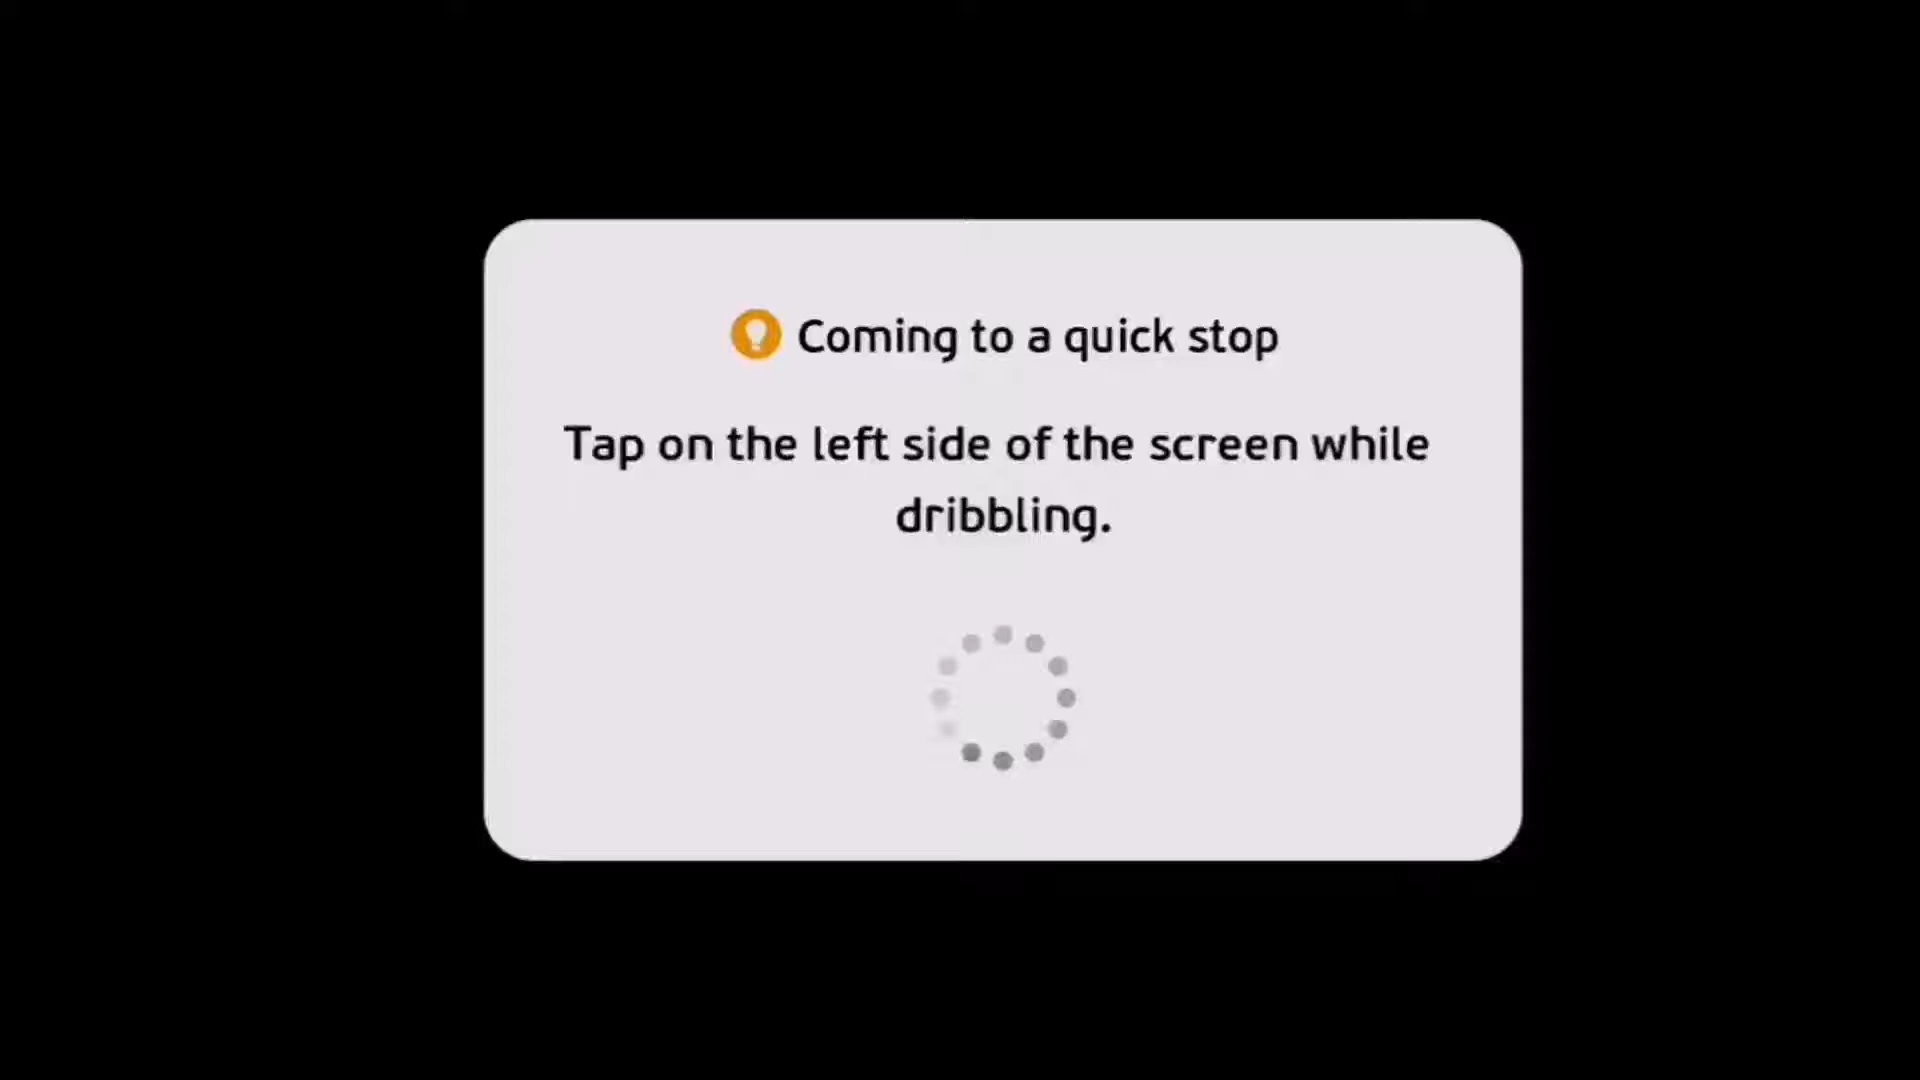 Coming to a quick stop
Tap on the left side of the screen while
dribbling.